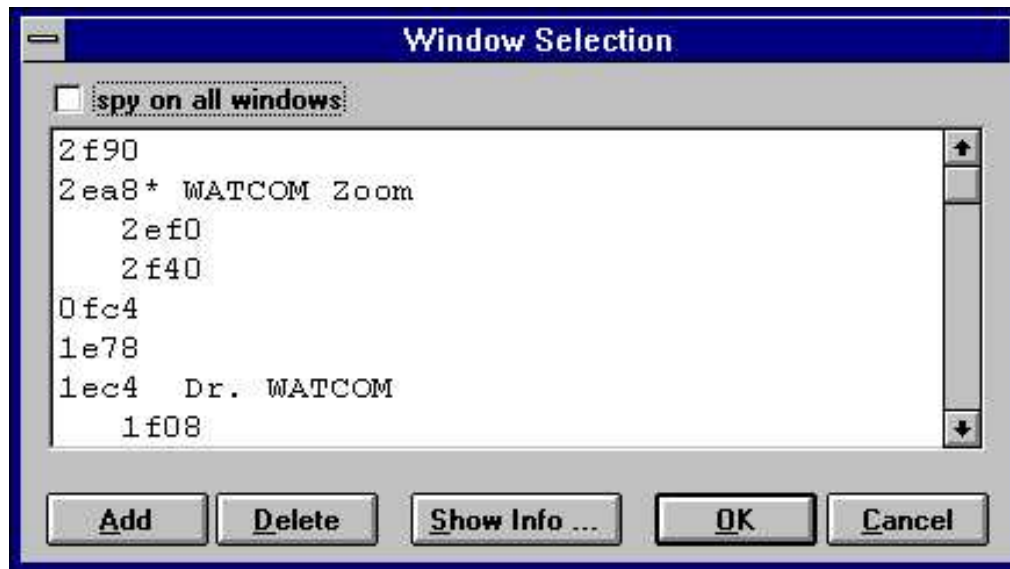 Window Selection
spy on all windows
2f90
2ea8* WATCOM Zoom
2ef0
2f40
0fc4
1e78
1ec4 Dr. WATCOM
1f08
Add Delete Show Info ... OK Cancel